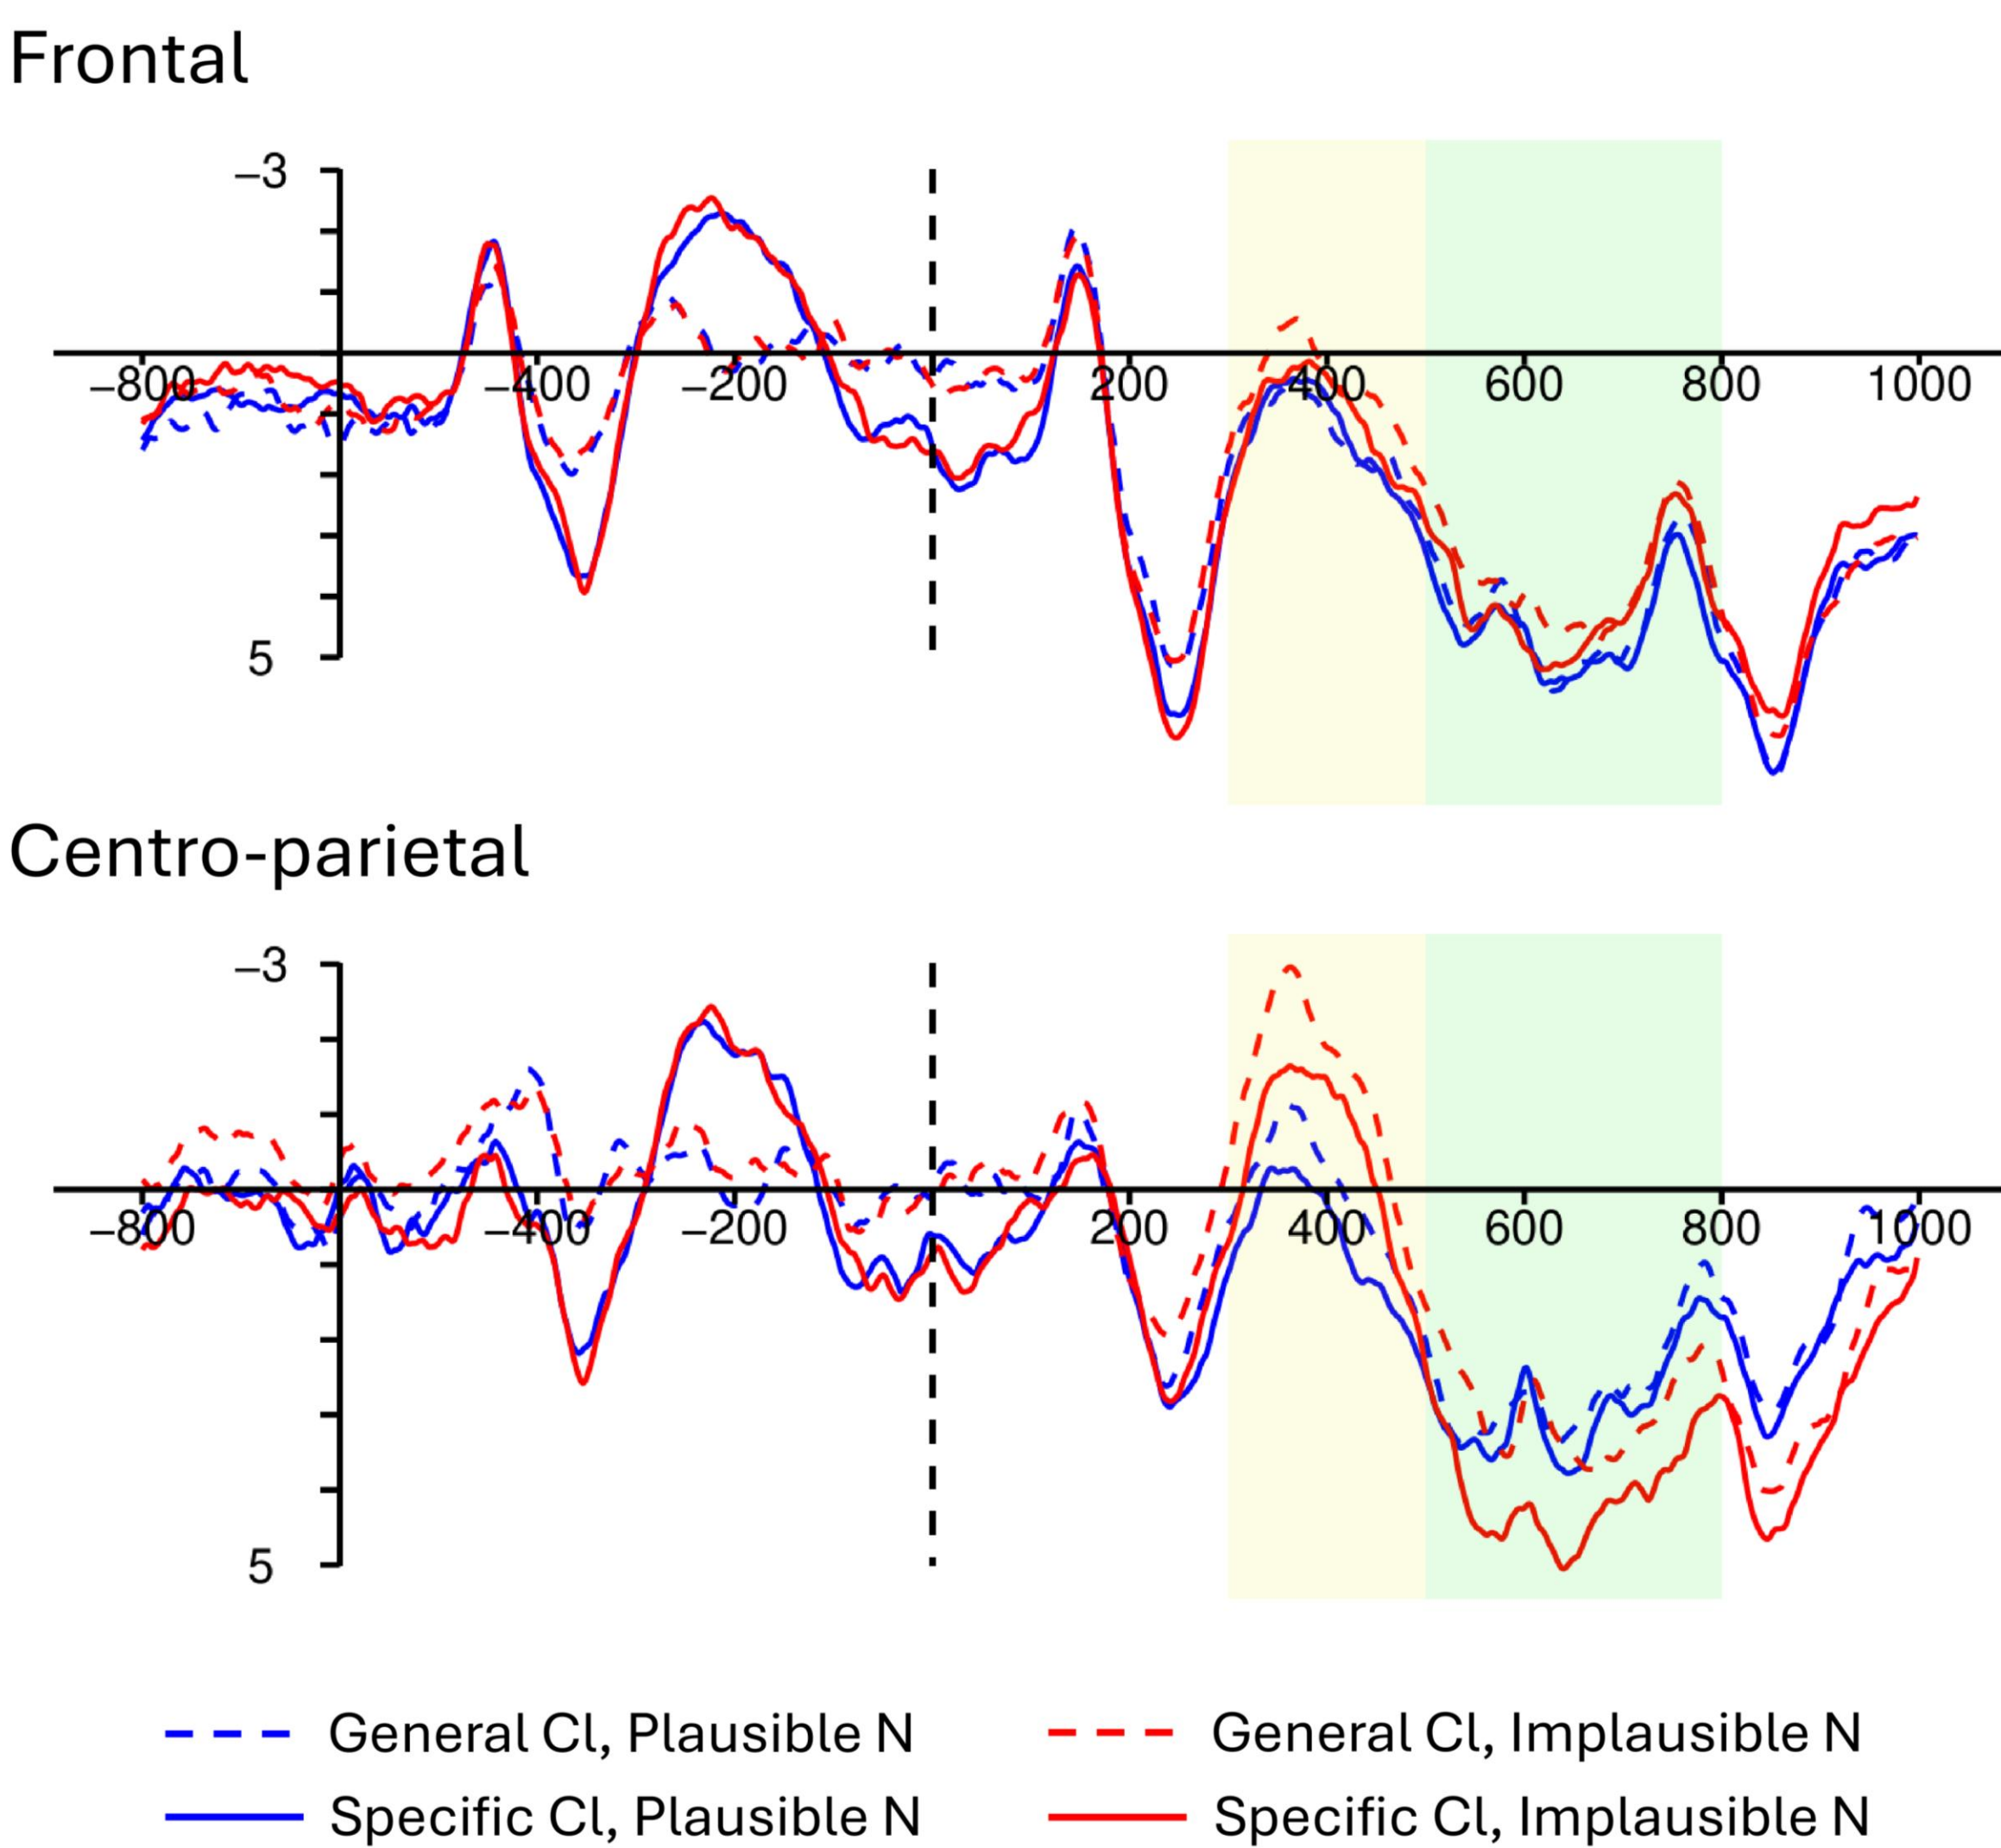 Frontal
−3
−800 −400 −200 200 400 600 800 1000
5
Centro-parietal
−3
−800 −400 −200 200 400 600 800 1000
5
General Cl, Plausible N General Cl, Implausible N
Specific Cl, Plausible N Specific Cl, Implausible N